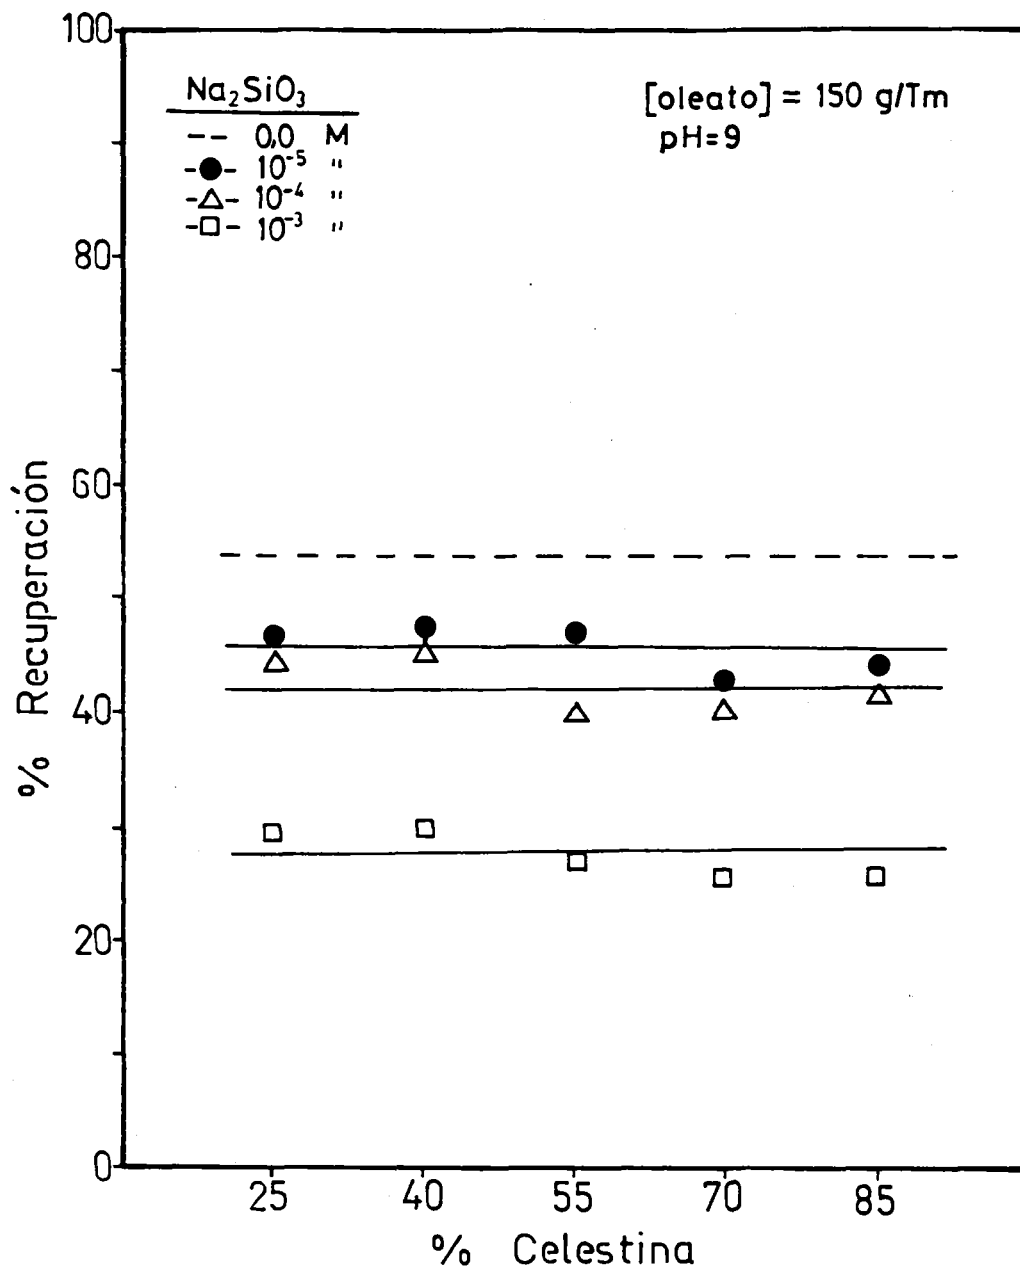 Na₂SiO₃
-- 0,0 M
-●- 10⁻⁵ "
-△- 10⁻⁴ "
-□- 10⁻³ "
[oleato] = 150 g/Tm
pH=9
% Recuperación
100
80
60
40
20
0
25 40 55 70 85
% Celestina